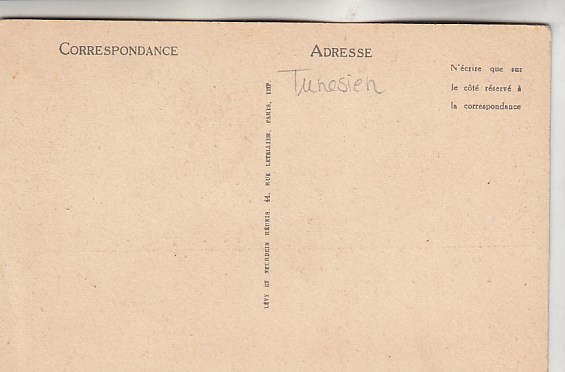 CORRESPONDANCE
ADRESSE
Tunesien
N'écrire que sur
le côté réservé à
la correspondance
LÉVY ET NEURDEIN RÉUNIS, 44, RUE LETELLIER, PARIS, IMP.